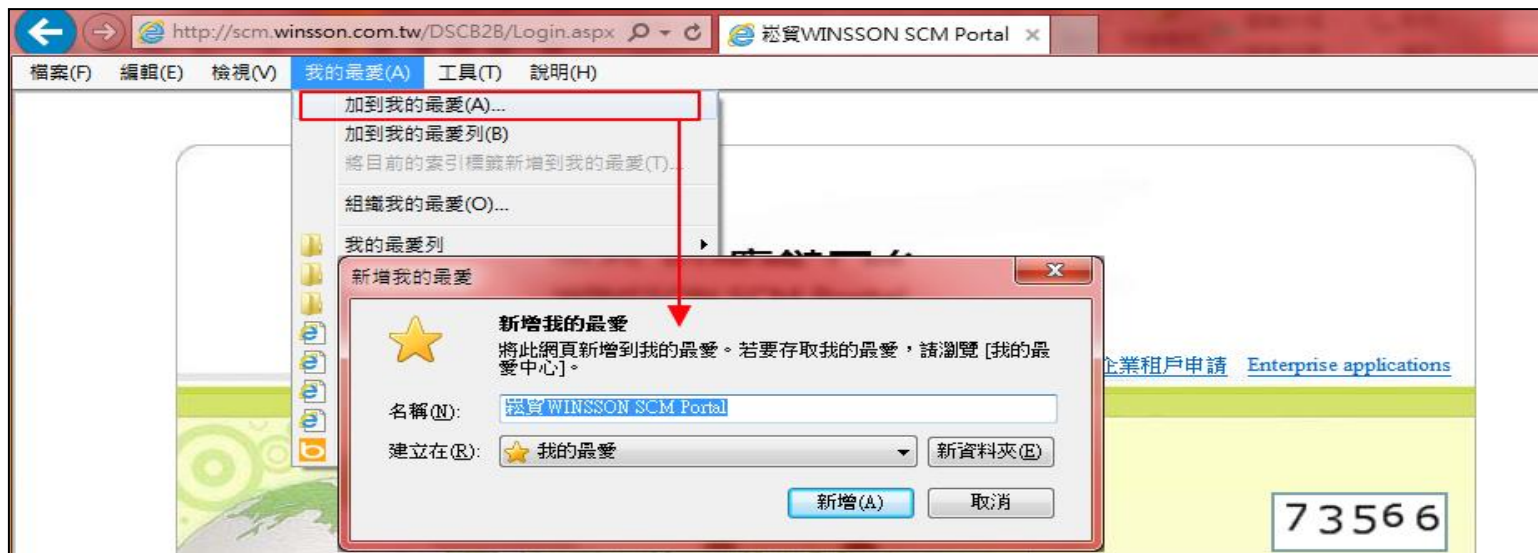 http://scm.winsson.com.tw/DSCB2B/Login.aspx
崧貿WINSSON SCM Portal
檔案(F) 編輯(E) 檢視(V) 我的最愛(A) 工具(T) 說明(H)
加到我的最愛(A)...
加到我的最愛列(B)
將目前的索引標籤新增到我的最愛(T)...
組織我的最愛(O)...
我的最愛列
新增我的最愛
新增我的最愛
將此網頁新增到我的最愛。若要存取我的最愛，請瀏覽 [我的最
愛中心]。
企業租戶申請 Enterprise applications
名稱(N): 崧貿WINSSON SCM Portal
建立在(R): 我的最愛 新資料夾(E)
新增(A) 取消
73566